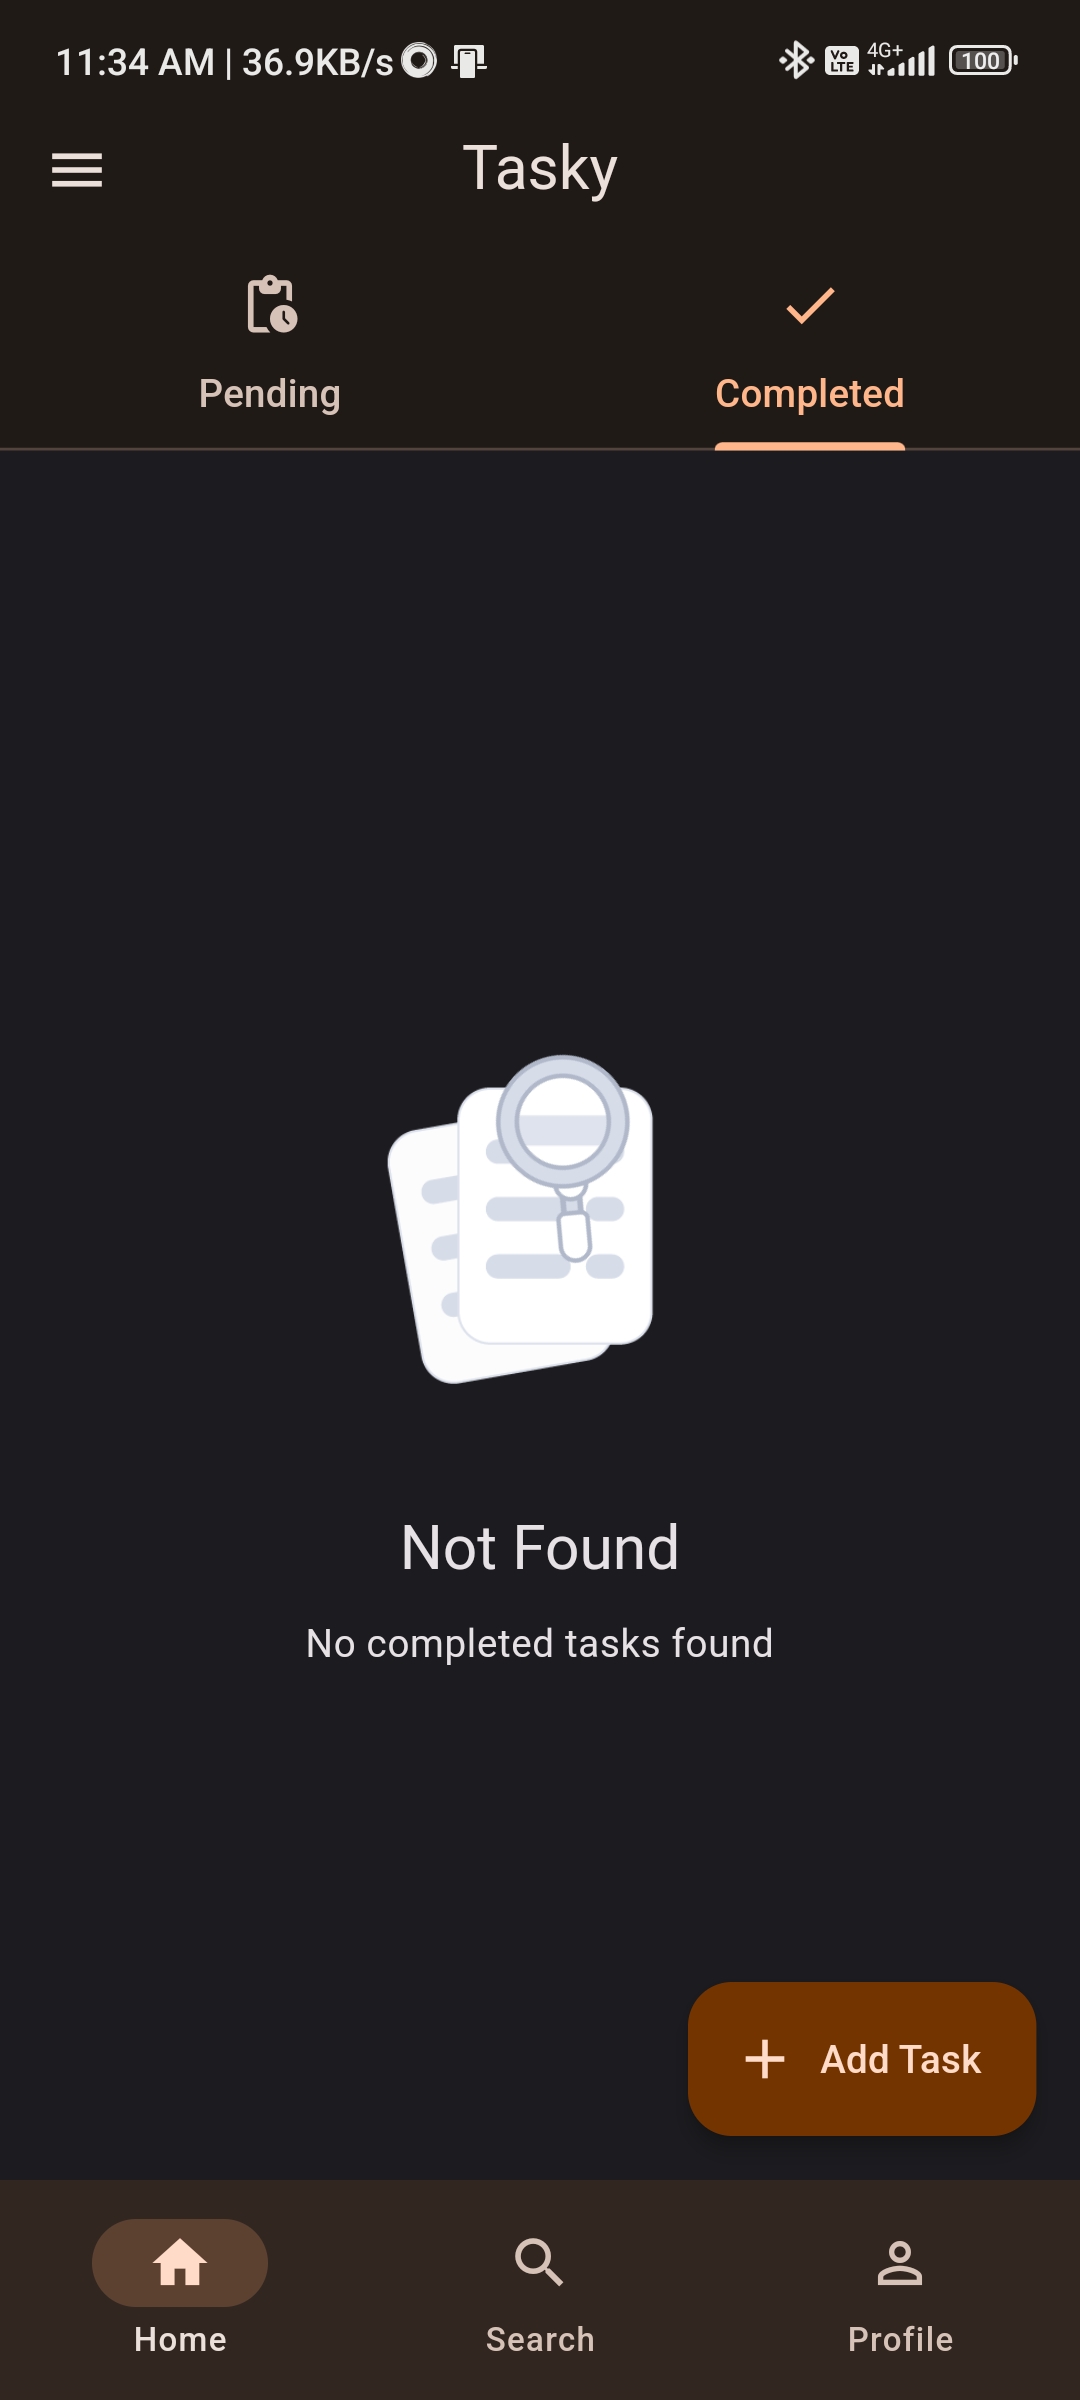 11:34 AM | 36.9KB/s Vo LTE 4G+ 100
Tasky
Pending Completed
Not Found
No completed tasks found
Add Task
Home Search Profile